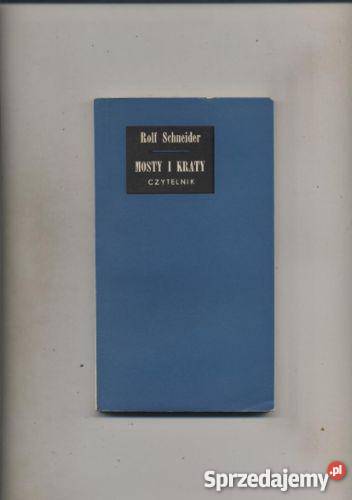 Rolf Schneider
MOSTY I KRATY
CZYTELNIK
Sprzedajemy.pl